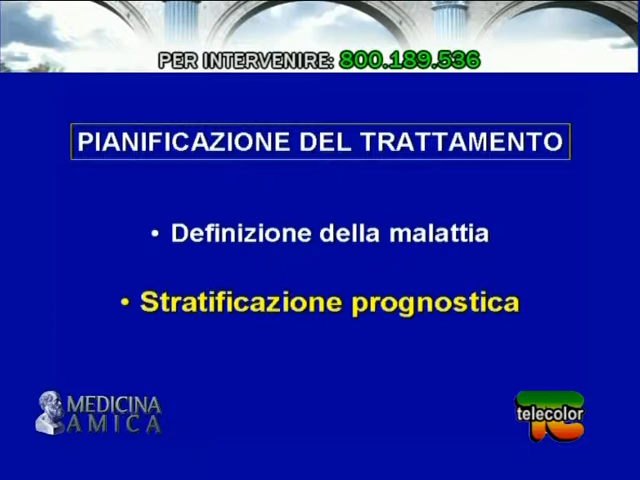 PER INTERVENIRE: 800.189.536
PIANIFICAZIONE DEL TRATTAMENTO
• Definizione della malattia
• Stratificazione prognostica
MEDICINA
AMICA
telecolor